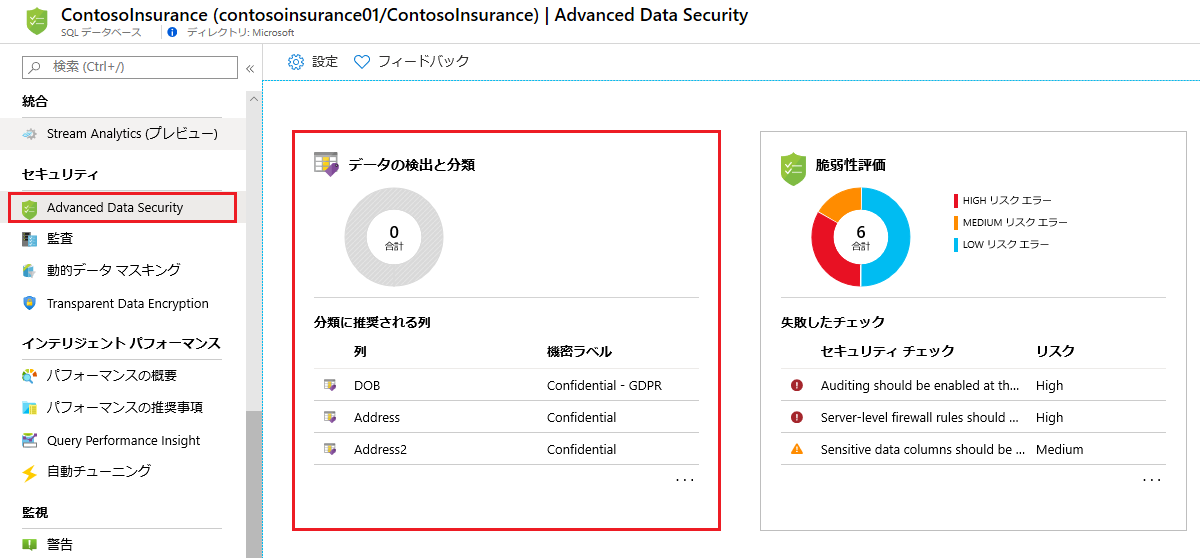 ContosoInsurance (contosoinsurance01/ContosoInsurance) | Advanced Data Security
SQL データベース
ディレクトリ: Microsoft
検索 (Ctrl+/)
«
統合
Stream Analytics (プレビュー)
セキュリティ
Advanced Data Security
監査
動的データ マスキング
Transparent Data Encryption
インテリジェント パフォーマンス
パフォーマンスの概要
パフォーマンスの推奨事項
Query Performance Insight
自動チューニング
監視
警告
設定
フィードバック
データの検出と分類
0
合計
分類に推奨される列
列 機密ラベル
DOB Confidential - GDPR
Address Confidential
Address2 Confidential
...
脆弱性評価
6
合計
HIGH リスク エラー
MEDIUM リスク エラー
LOW リスク エラー
失敗したチェック
セキュリティ チェック リスク
Auditing should be enabled at th... High
Server-level firewall rules should ... High
Sensitive data columns should be ... Medium
...